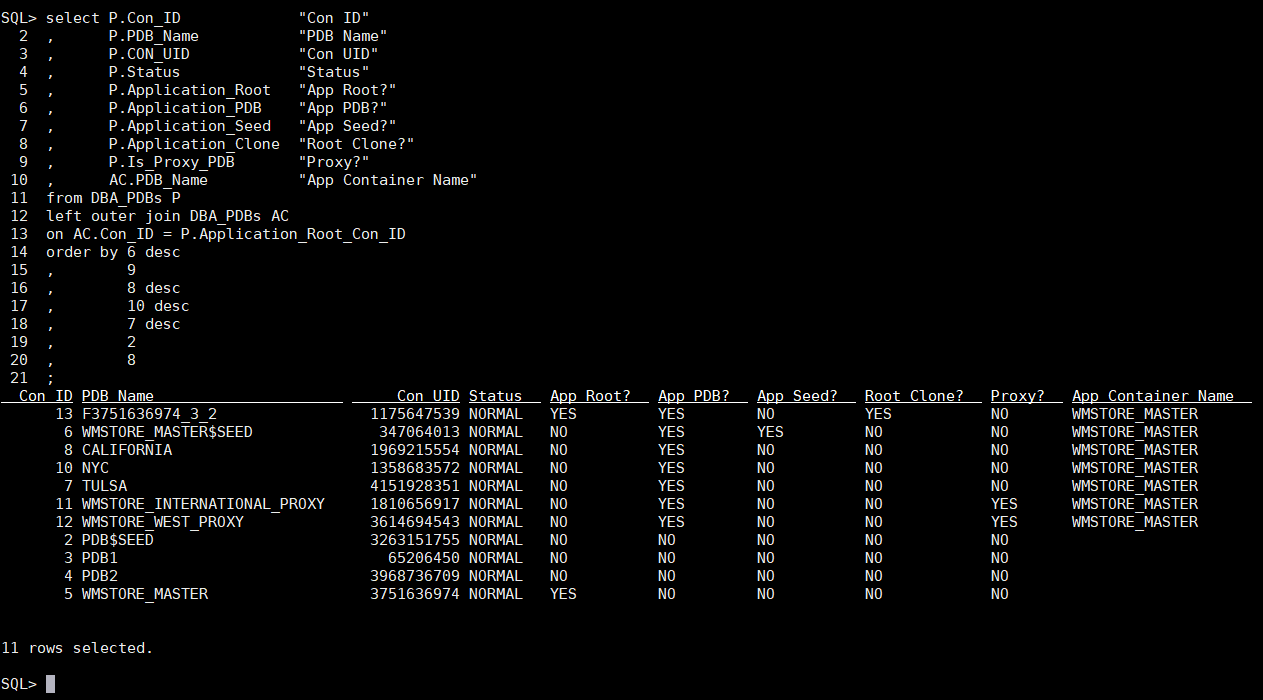 SQL> select P.Con_ID             "Con ID"
  2  ,      P.PDB_Name           "PDB Name"
  3  ,      P.CON_UID            "Con UID"
  4  ,      P.Status             "Status"
  5  ,      P.Application_Root   "App Root?"
  6  ,      P.Application_PDB    "App PDB?"
  7  ,      P.Application_Seed   "App Seed?"
  8  ,      P.Application_Clone  "Root Clone?"
  9  ,      P.Is_Proxy_PDB       "Proxy?"
 10  ,      AC.PDB_Name          "App Container Name"
 11  from DBA_PDBs P
 12  left outer join DBA_PDBs AC
 13  on AC.Con_ID = P.Application_Root_Con_ID
 14  order by 6 desc
 15  ,        9
 16  ,        8 desc
 17  ,        10 desc
 18  ,        7 desc
 19  ,        2
 20  ,        8
 21  ;
  Con ID PDB Name                           Con UID Status   App Root?   App PDB?   App Seed?   Root Clone?   Proxy?   App Container Name
      13 F3751636974_3_2                 1175647539 NORMAL   YES         YES        NO          YES           NO       WMSTORE_MASTER
       6 WMSTORE_MASTER$SEED              347064013 NORMAL   NO          YES        YES         NO            NO       WMSTORE_MASTER
       8 CALIFORNIA                      1969215554 NORMAL   NO          YES        NO          NO            NO       WMSTORE_MASTER
      10 NYC                             1358683572 NORMAL   NO          YES        NO          NO            NO       WMSTORE_MASTER
       7 TULSA                           4151928351 NORMAL   NO          YES        NO          NO            NO       WMSTORE_MASTER
      11 WMSTORE_INTERNATIONAL_PROXY     1810656917 NORMAL   NO          YES        NO          NO            YES      WMSTORE_MASTER
      12 WMSTORE_WEST_PROXY              3614694543 NORMAL   NO          YES        NO          NO            YES      WMSTORE_MASTER
       2 PDB$SEED                        3263151755 NORMAL   NO          NO         NO          NO            NO
       3 PDB1                              65206450 NORMAL   NO          NO         NO          NO            NO
       4 PDB2                            3968736709 NORMAL   NO          NO         NO          NO            NO
       5 WMSTORE_MASTER                  3751636974 NORMAL   YES         NO         NO          NO            NO
11 rows selected.
SQL>